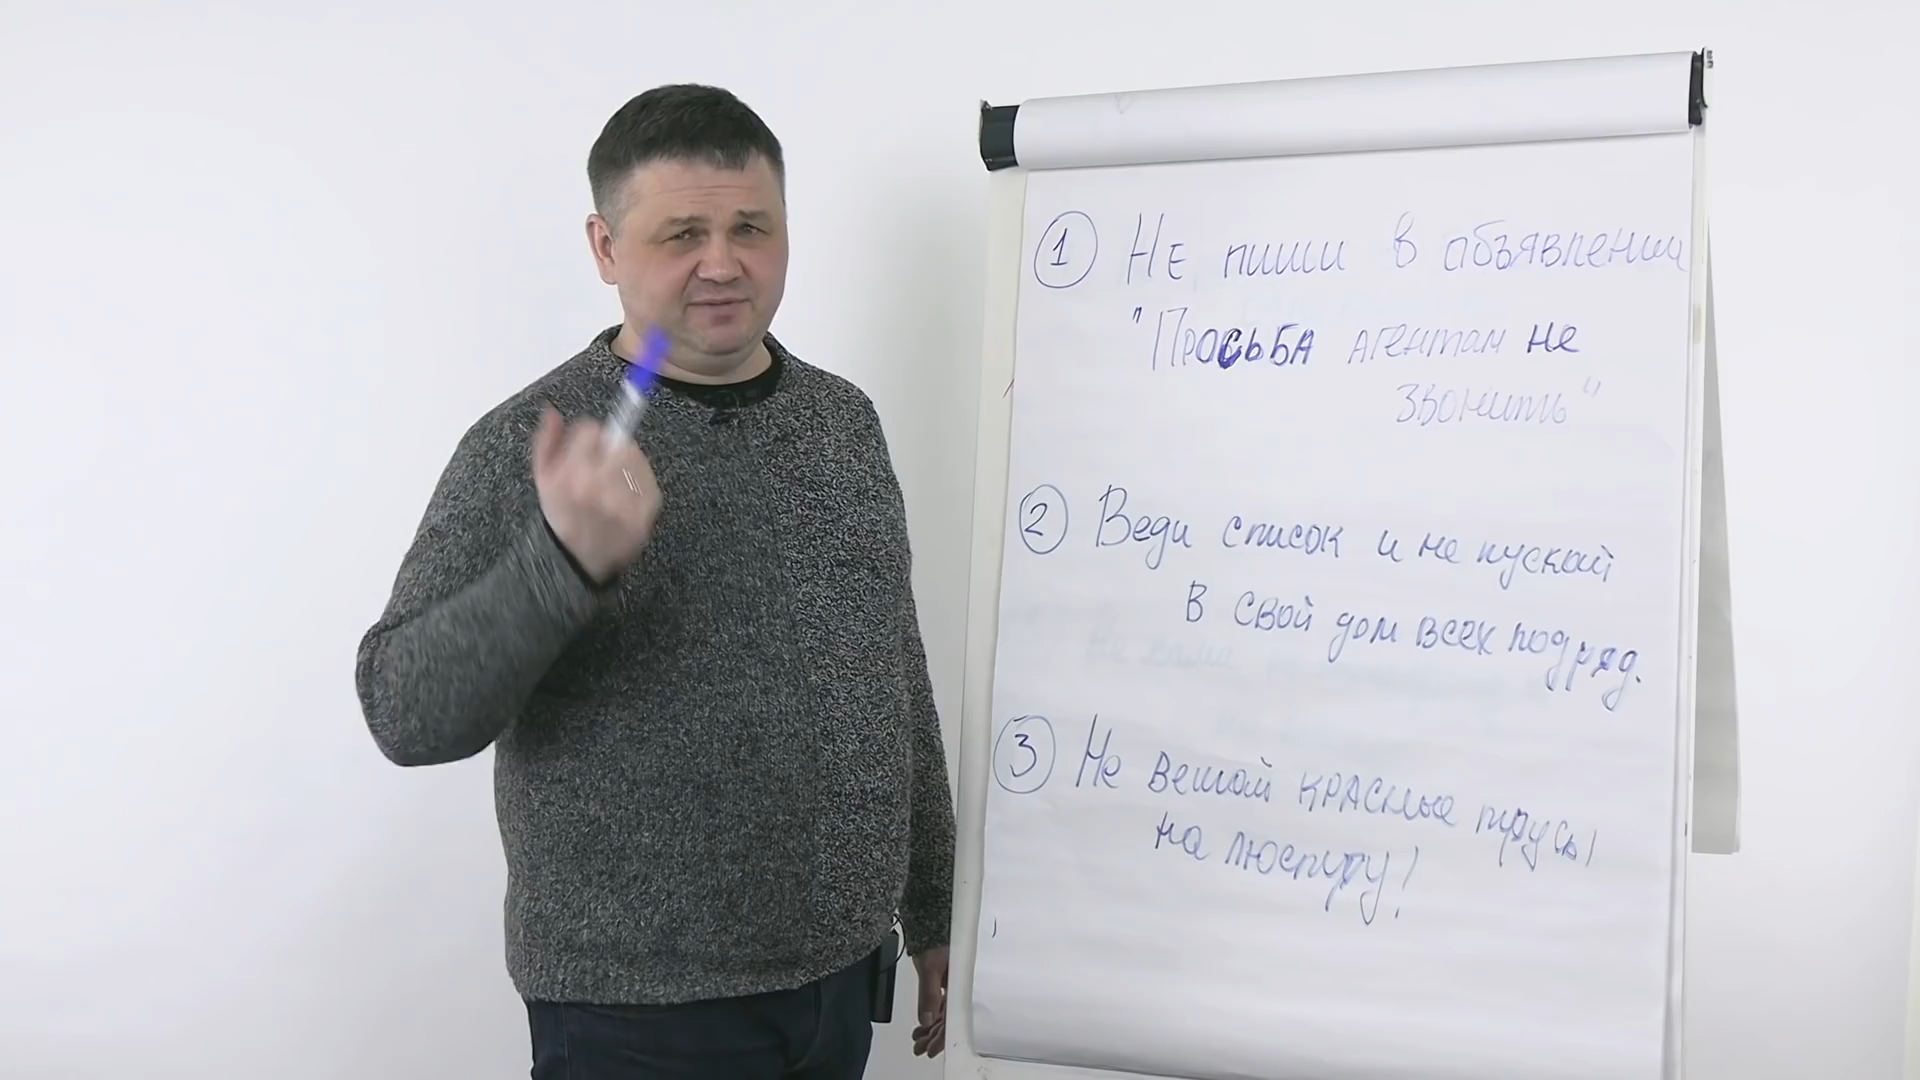 1 Не пиши в объявлении
"Просьба агентам не
звонить"
2 Веди список и не пускай
в свой дом всех подряд.
3 Не вешай красные трусы
на люстру!